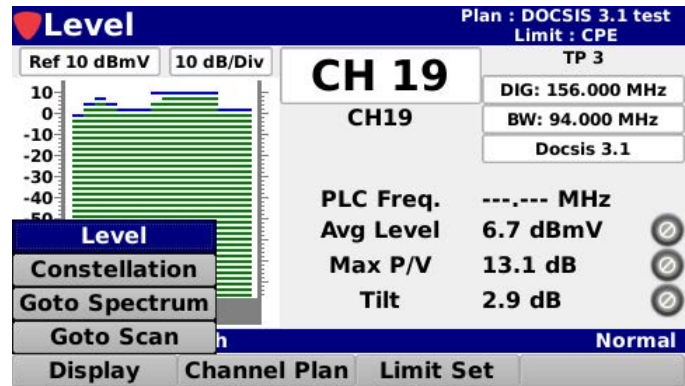 Level
Plan : DOCSIS 3.1 test
Limit : CPE
Ref 10 dBmV
10 dB/Div
CH 19
TP 3
DIG: 156.000 MHz
CH19
BW: 94.000 MHz
Docsis 3.1
10
0
-10
-20
-30
-40
PLC Freq. ---.--- MHz
Avg Level 6.7 dBmV
Max P/V 13.1 dB
Tilt 2.9 dB
Level
Constellation
Goto Spectrum
Goto Scan
Normal
Display
Channel Plan
Limit Set